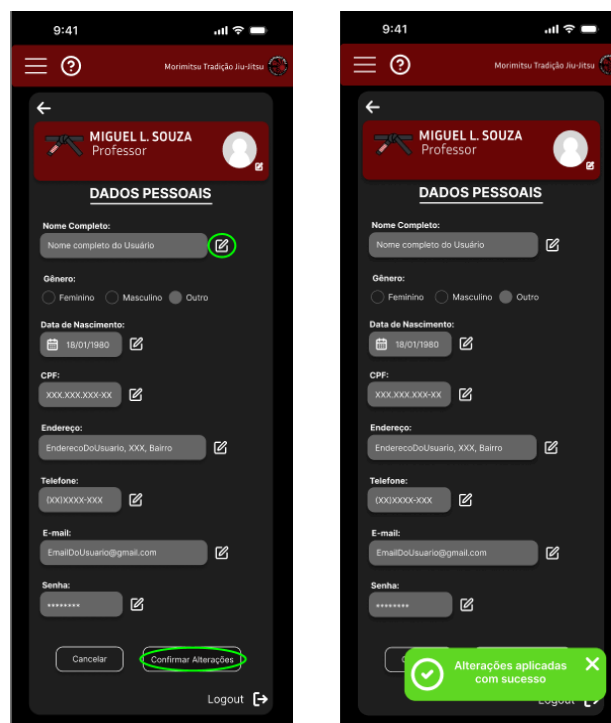 9:41
Morimitsu Tradição Jiu-Jitsu
MIGUEL L. SOUZA
Professor
DADOS PESSOAIS
Nome Completo:
Nome completo do Usuário
Gênero:
Feminino Masculino Outro
Data de Nascimento:
18/01/1980
CPF:
XXX.XXX.XXX-XX
Endereço:
EnderecoDoUsuario, XXX, Bairro
Telefone:
(XX)XXXX-XXX
E-mail:
EmailDoUsuario@gmail.com
Senha:
********
Cancelar Confirmar Alterações
Logout
9:41
Morimitsu Tradição Jiu-Jitsu
MIGUEL L. SOUZA
Professor
DADOS PESSOAIS
Nome Completo:
Nome completo do Usuário
Gênero:
Feminino Masculino Outro
Data de Nascimento:
18/01/1980
CPF:
XXX.XXX.XXX-XX
Endereço:
EnderecoDoUsuario, XXX, Bairro
Telefone:
(XX)XXXX-XXX
E-mail:
EmailDoUsuario@gmail.com
Senha:
********
Alterações aplicadas
com sucesso
Logout